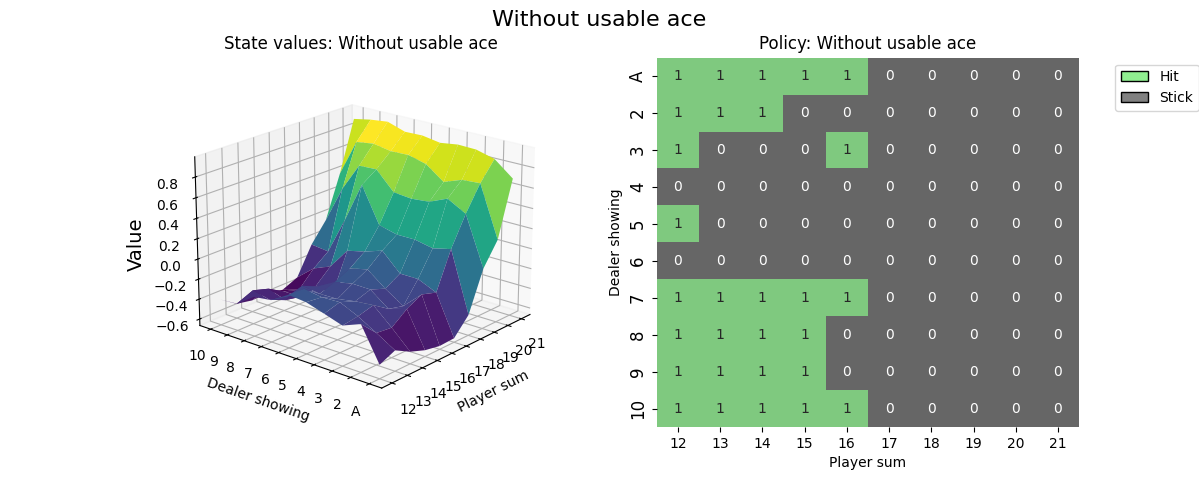 Without usable ace
State values: Without usable ace
Value
0.8
0.6
0.4
0.2
0.0
−0.2
−0.4
−0.6
10 9 8 7 6 5 4 3 2 A
Dealer showing
12 13 14 15 16 17 18 19 20 21
Player sum
Policy: Without usable ace
Dealer showing
A 1 1 1 1 1 0 0 0 0 0
2 1 1 1 0 0 0 0 0 0 0
3 1 0 0 0 1 0 0 0 0 0
4 0 0 0 0 0 0 0 0 0 0
5 1 0 0 0 0 0 0 0 0 0
6 0 0 0 0 0 0 0 0 0 0
7 1 1 1 1 1 0 0 0 0 0
8 1 1 1 1 0 0 0 0 0 0
9 1 1 1 1 0 0 0 0 0 0
10 1 1 1 1 1 0 0 0 0 0
12 13 14 15 16 17 18 19 20 21
Player sum
Hit
Stick